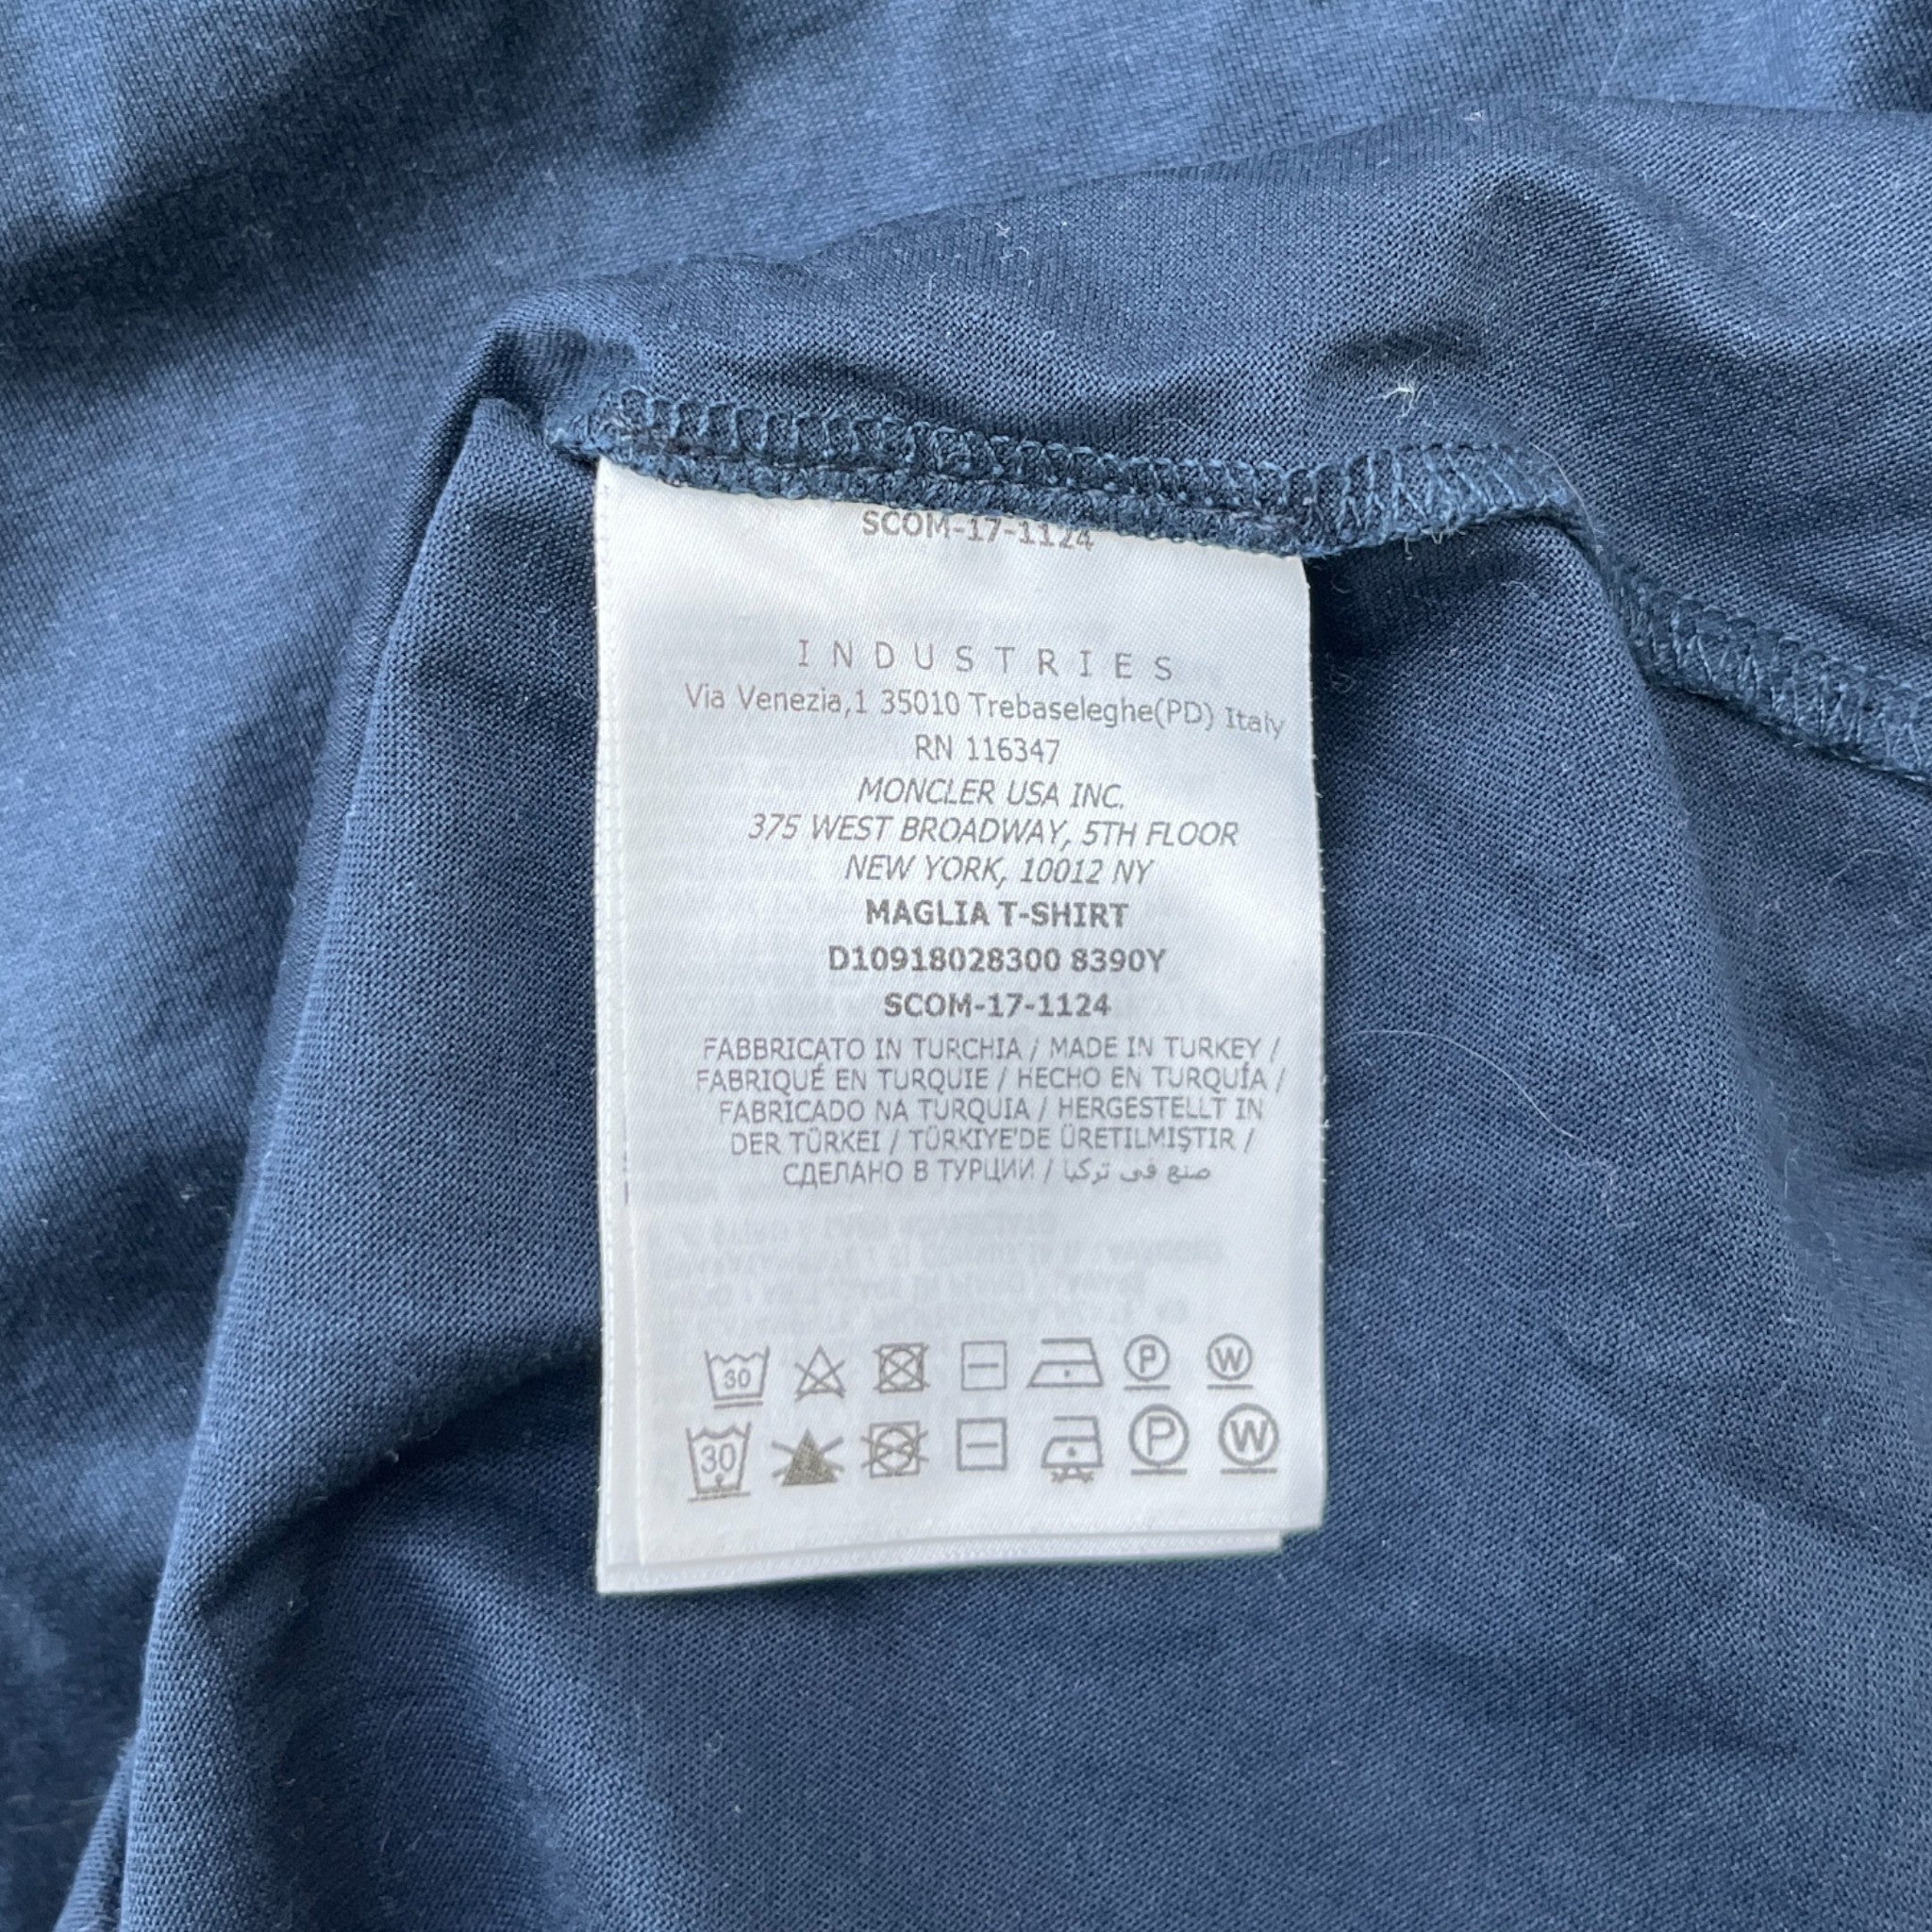 SCOM-17-1124
INDUSTRIES
Via Venezia,1 35010 Trebaseleghe(PD) Italy
RN 116347
MONCLER USA INC.
375 WEST BROADWAY, 5TH FLOOR
NEW YORK, 10012 NY
MAGLIA T-SHIRT
D10918028300 8390Y
SCOM-17-1124
FABBRICATO IN TURCHIA / MADE IN TURKEY /
FABRIQUÉ EN TURQUIE / HECHO EN TURQUÍA /
FABRICADO NA TURQUIA / HERGESTELLT IN
DER TÜRKEI / TÜRKIYE'DE ÜRETILMIŞTIR /
СДЕЛАНО В ТУРЦИИ / صنع في تركيا
30 P W
30 P W